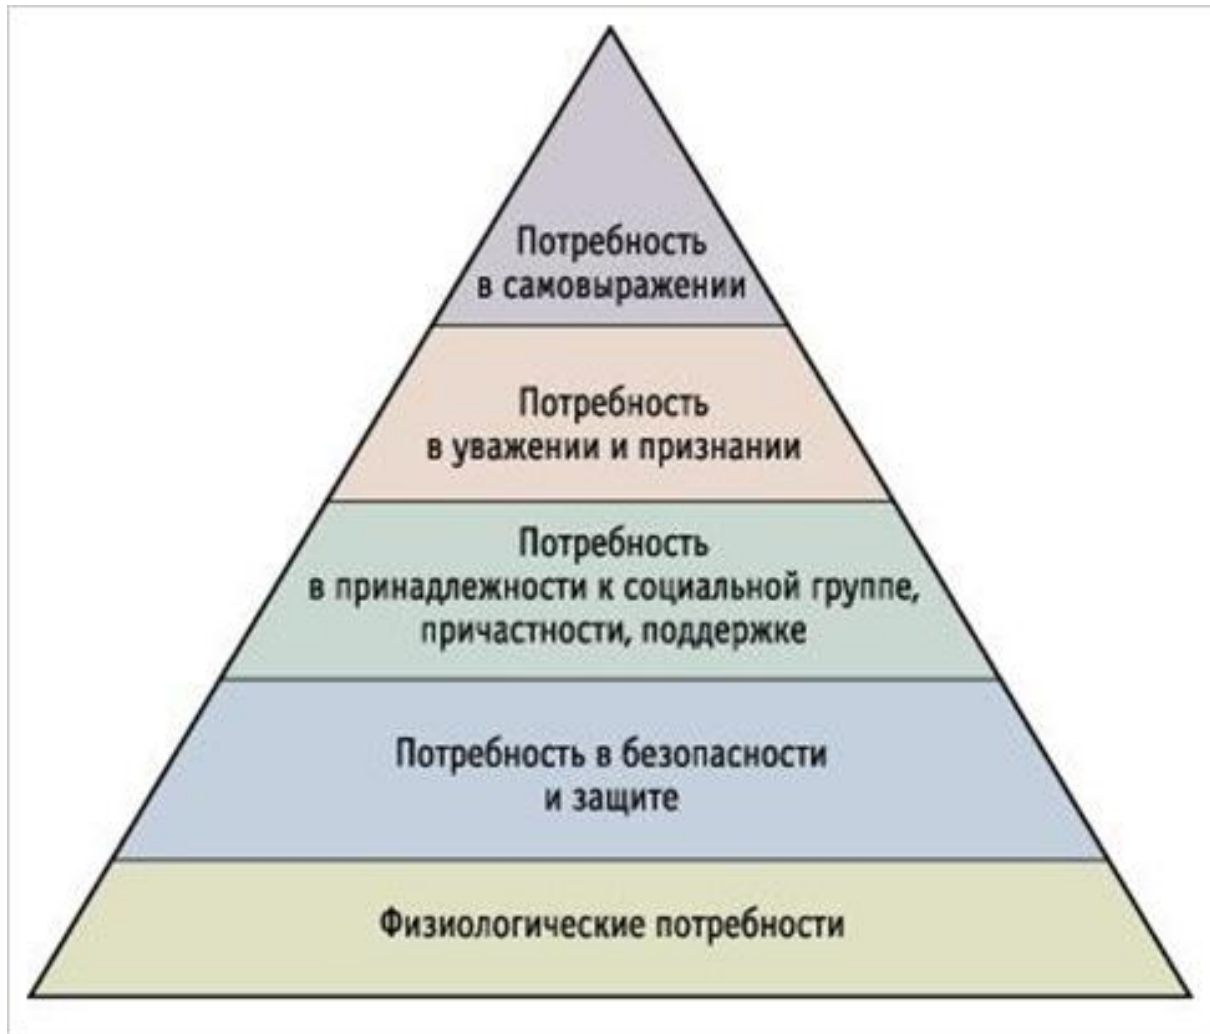 Потребность
в самовыражении
Потребность
в уважении и признании
Потребность
в принадлежности к социальной группе,
причастности, поддержке
Потребность в безопасности
и защите
Физиологические потребности